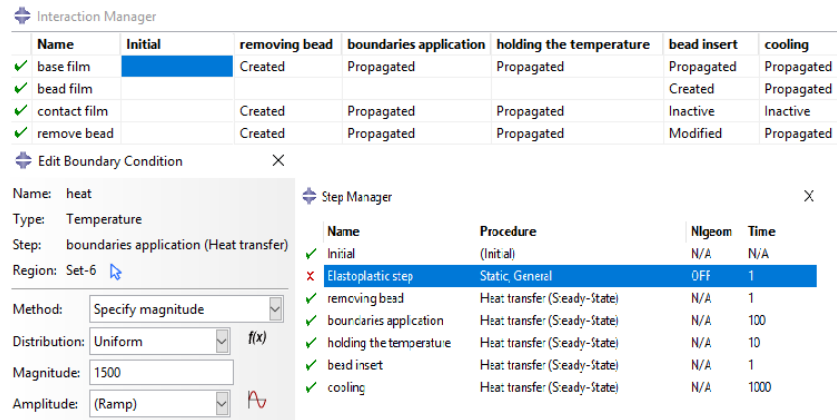 Interaction Manager
Name Initial removing bead boundaries application holding the temperature bead insert cooling
base film Created Propagated Propagated Propagated Propagated
bead film Created Propagated
contact film Created Propagated Propagated Inactive Inactive
remove bead Created Propagated Propagated Modified Propagated
Edit Boundary Condition X
Name: heat
Type: Temperature
Step: boundaries application (Heat transfer)
Region: Set-6
Method: Specify magnitude
Distribution: Uniform f(x)
Magnitude: 1500
Amplitude: (Ramp)
Step Manager X
Name Procedure Nlgeom Time
Initial (Initial) N/A N/A
Elastoplastic step Static, General OFF 1
removing bead Heat transfer (Steady-State) N/A 1
boundaries application Heat transfer (Steady-State) N/A 100
holding the temperature Heat transfer (Steady-State) N/A 10
bead insert Heat transfer (Steady-State) N/A 1
cooling Heat transfer (Steady-State) N/A 1000